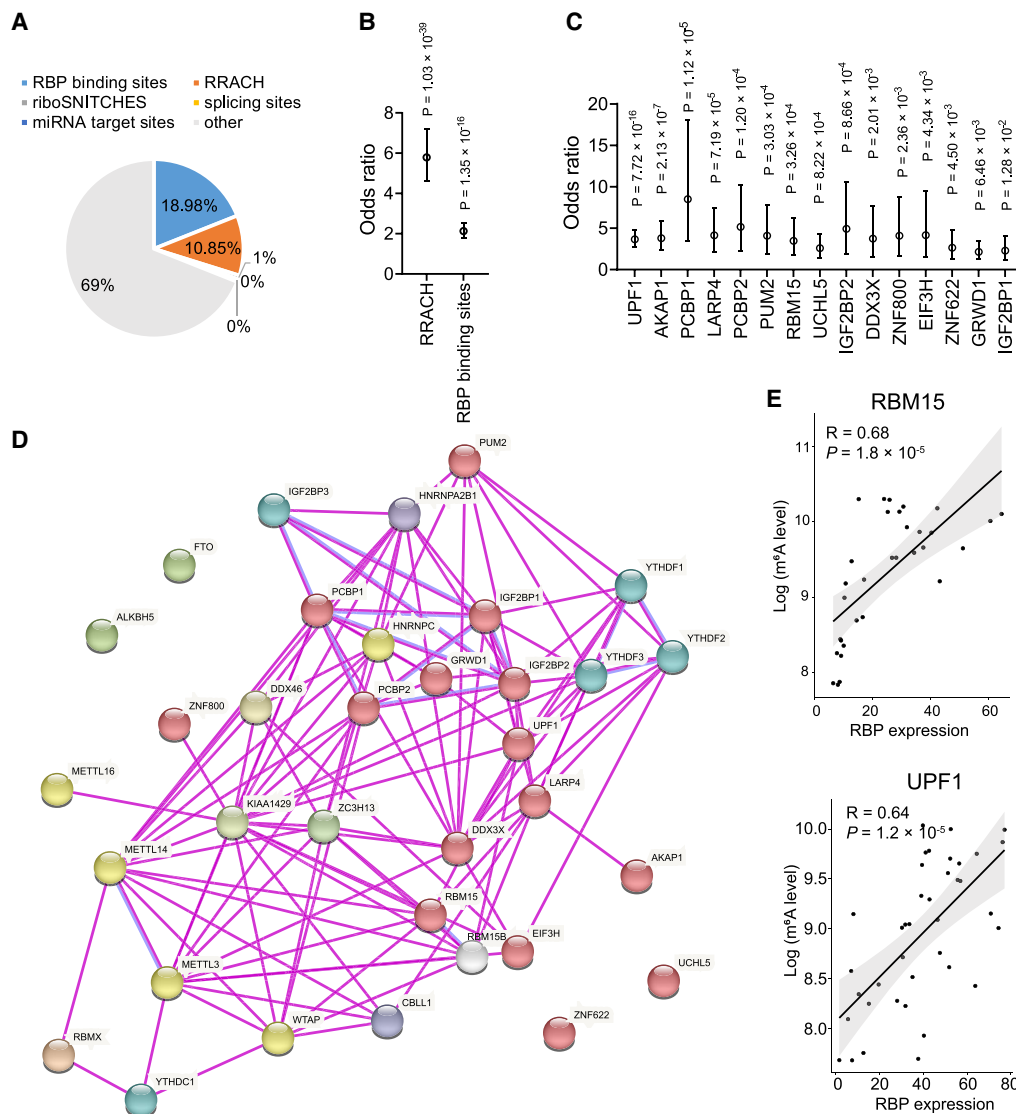 A
RBP binding sites
RRACH
riboSNITCHES
splicing sites
miRNA target sites
other
18.98%
10.85%
1%
0%
0%
69%
B
Odds ratio
8
6
4
2
0
P = 1.03 × 10-39
P = 1.35 × 10-16
RRACH
RBP binding sites
C
Odds ratio
20
15
10
5
0
P = 7.72 × 10-16
P = 2.13 × 10-7
P = 1.12 × 10-5
P = 7.19 × 10-5
P = 1.20 × 10-4
P = 3.03 × 10-4
P = 3.26 × 10-4
P = 8.22 × 10-4
P = 8.66 × 10-4
P = 2.01 × 10-3
P = 2.36 × 10-3
P = 4.34 × 10-3
P = 4.50 × 10-3
P = 6.46 × 10-3
P = 1.28 × 10-2
UPF1
AKAP1
PCBP1
LARP4
PCBP2
PUM2
RBM15
UCHL5
IGF2BP2
DDX3X
ZNF800
EIF3H
ZNF622
GRWD1
IGF2BP1
D
PUM2
IGF2BP3
HNRNPA2B1
FTO
YTHDF1
PCBP1
IGF2BP1
ALKBH5
HNRNPC
YTHDF2
GRWD1
IGF2BP2
YTHDF3
DDX46
PCBP2
ZNF800
UPF1
METTL16
LARP4
KIAA1429
ZC3H13
DDX3X
METTL14
AKAP1
RBM15
RBM15B
EIF3H
UCHL5
METTL3
CBLL1
WTAP
ZNF622
RBMX
YTHDC1
E
RBM15
R = 0.68
P = 1.8 × 10-5
Log (m6A level)
11
10
9
8
0
20
40
60
RBP expression
UPF1
R = 0.64
P = 1.2 × 10-5
Log (m6A level)
10.0
9.5
9.0
8.5
8.0
0
20
40
60
80
RBP expression